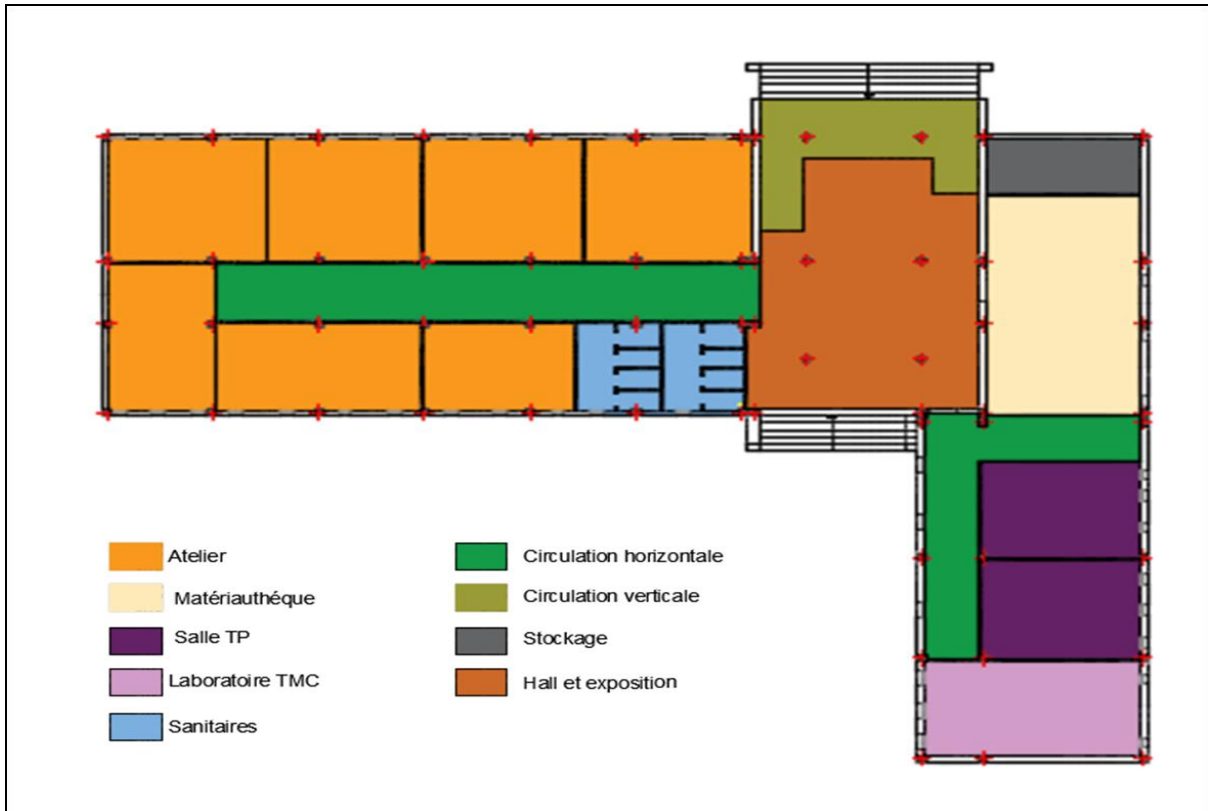 Atelier
Matériauthéque
Salle TP
Laboratoire TMC
Sanitaires
Circulation horizontale
Circulation verticale
Stockage
Hall et exposition